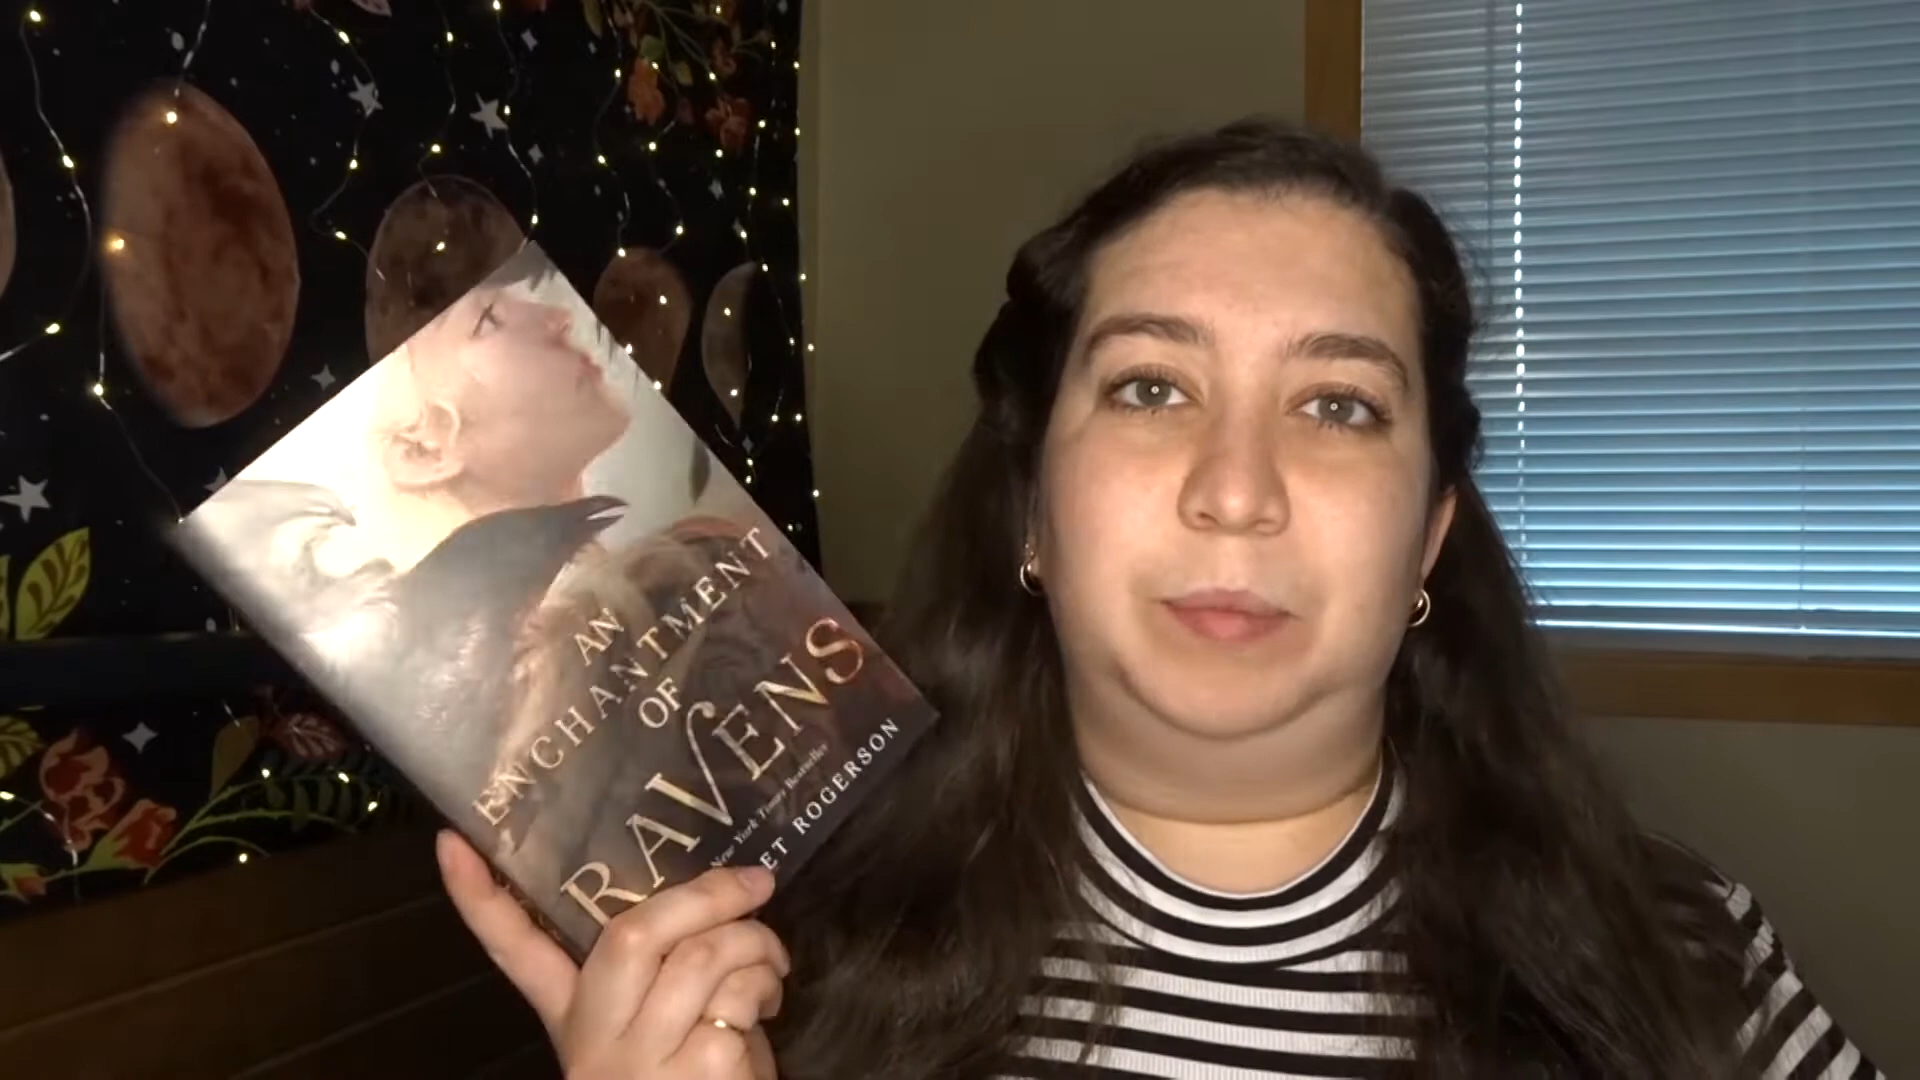 AN
ENCHANTMENT
OF
RAVENS
New York Times Bestseller
ET ROGERSON